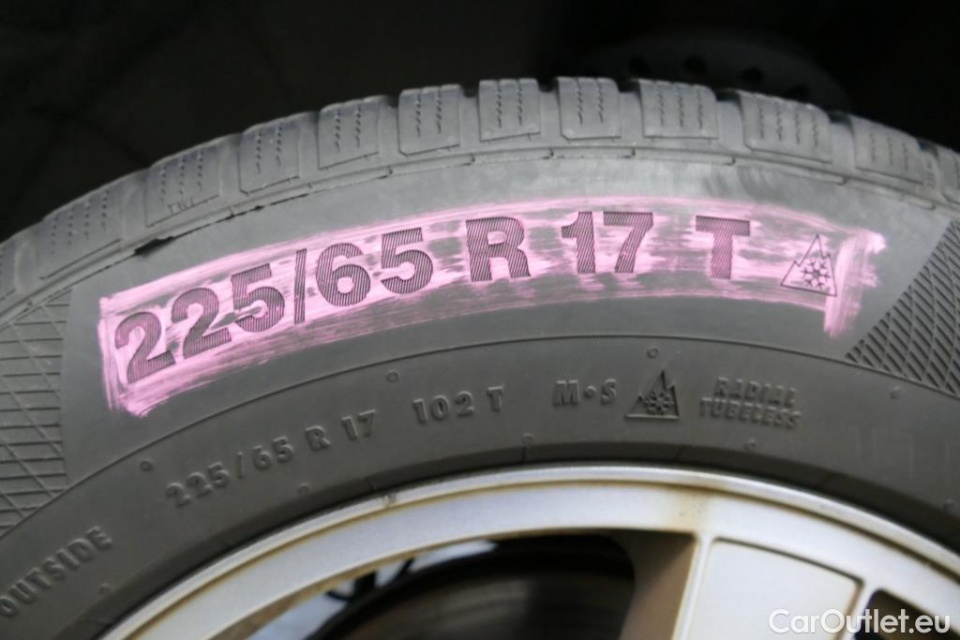 225/65 R 17 T
225/65 R 17 102 T M•S RADIAL
TUBELESS
OUTSIDE
CarOutlet.eu